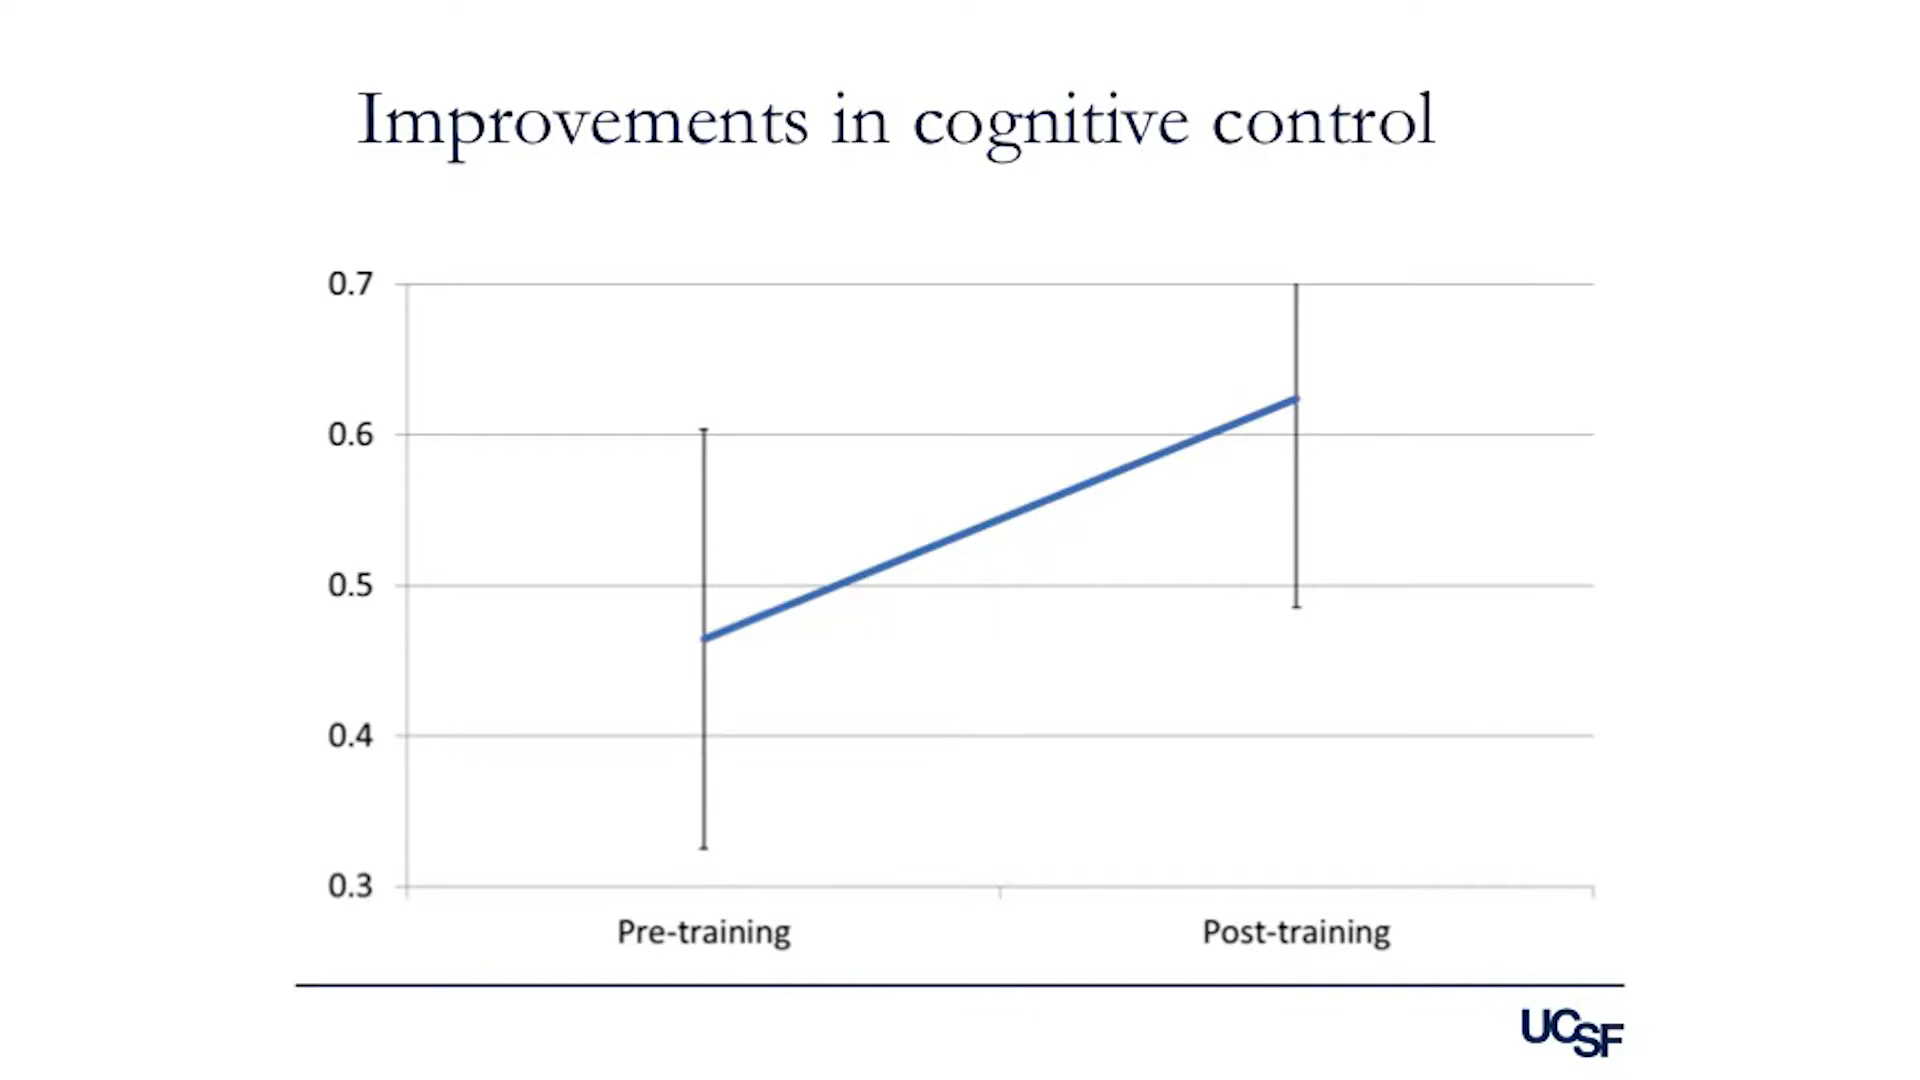 Improvements in cognitive control
0.7
0.6
0.5
0.4
0.3
Pre-training Post-training
UCSF